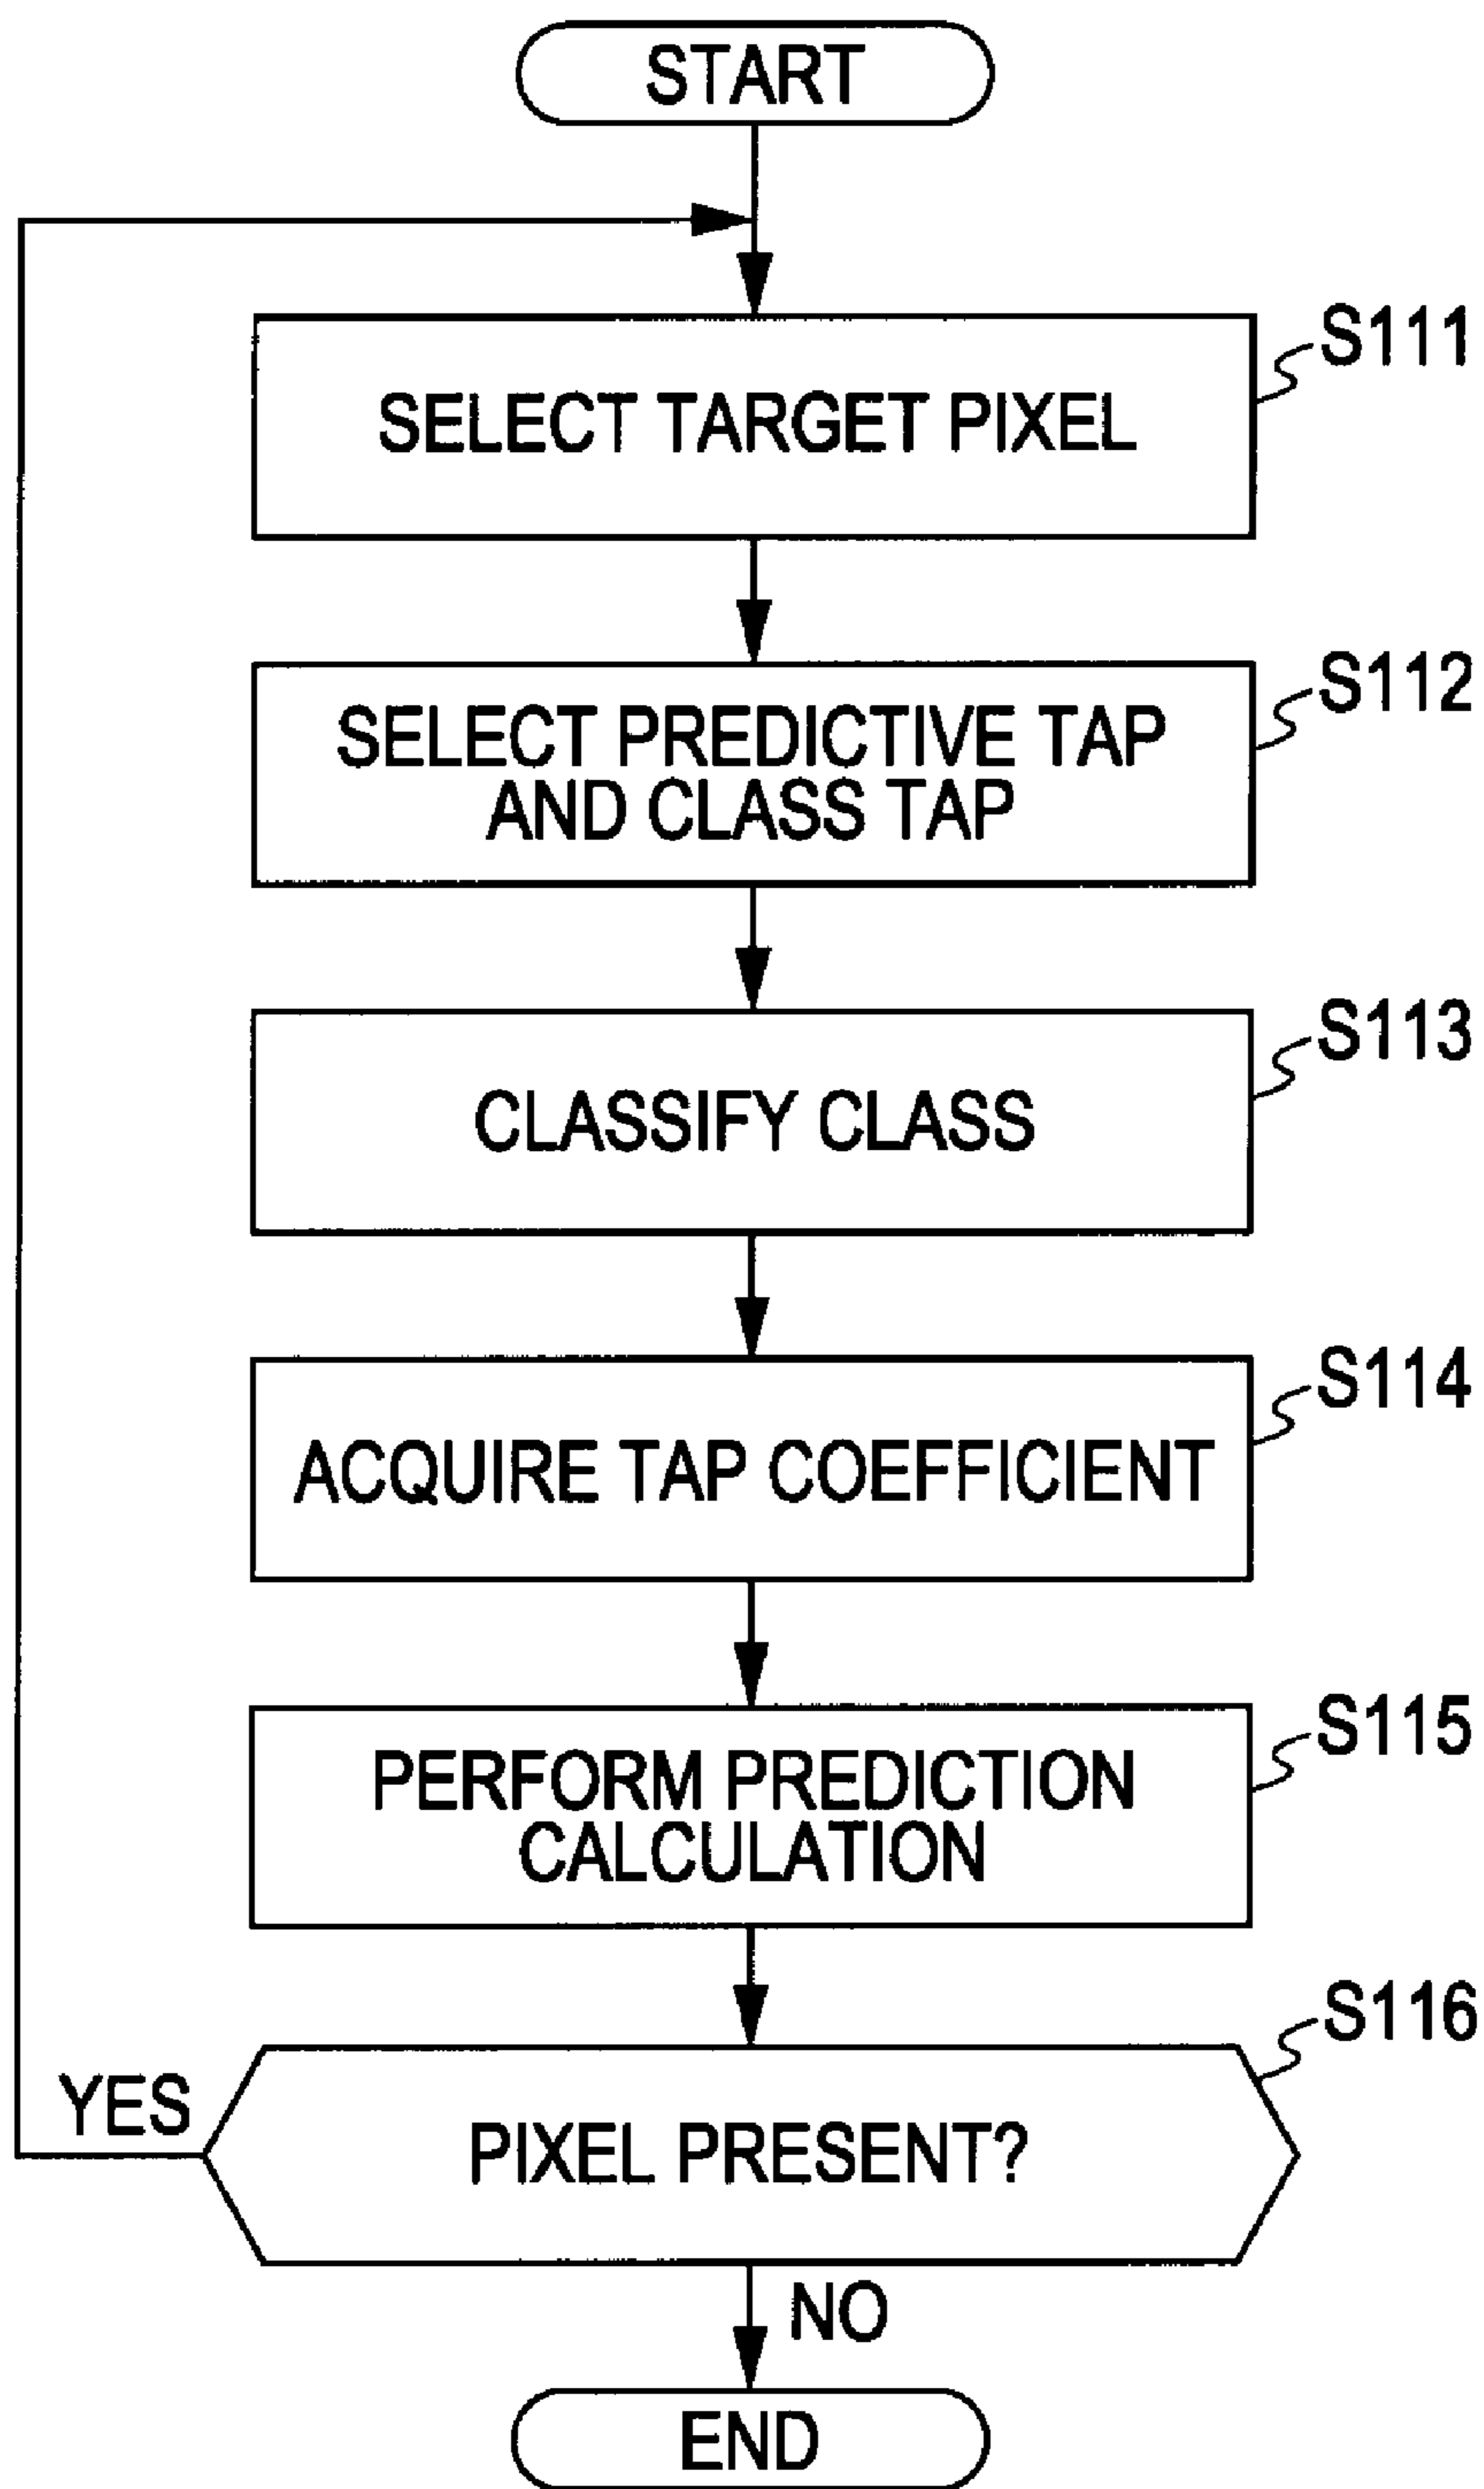 START
SELECT TARGET PIXEL
S111
SELECT PREDICTIVE TAP
AND CLASS TAP
S112
CLASSIFY CLASS
S113
ACQUIRE TAP COEFFICIENT
S114
PERFORM PREDICTION
CALCULATION
S115
PIXEL PRESENT?
S116
YES
NO
END